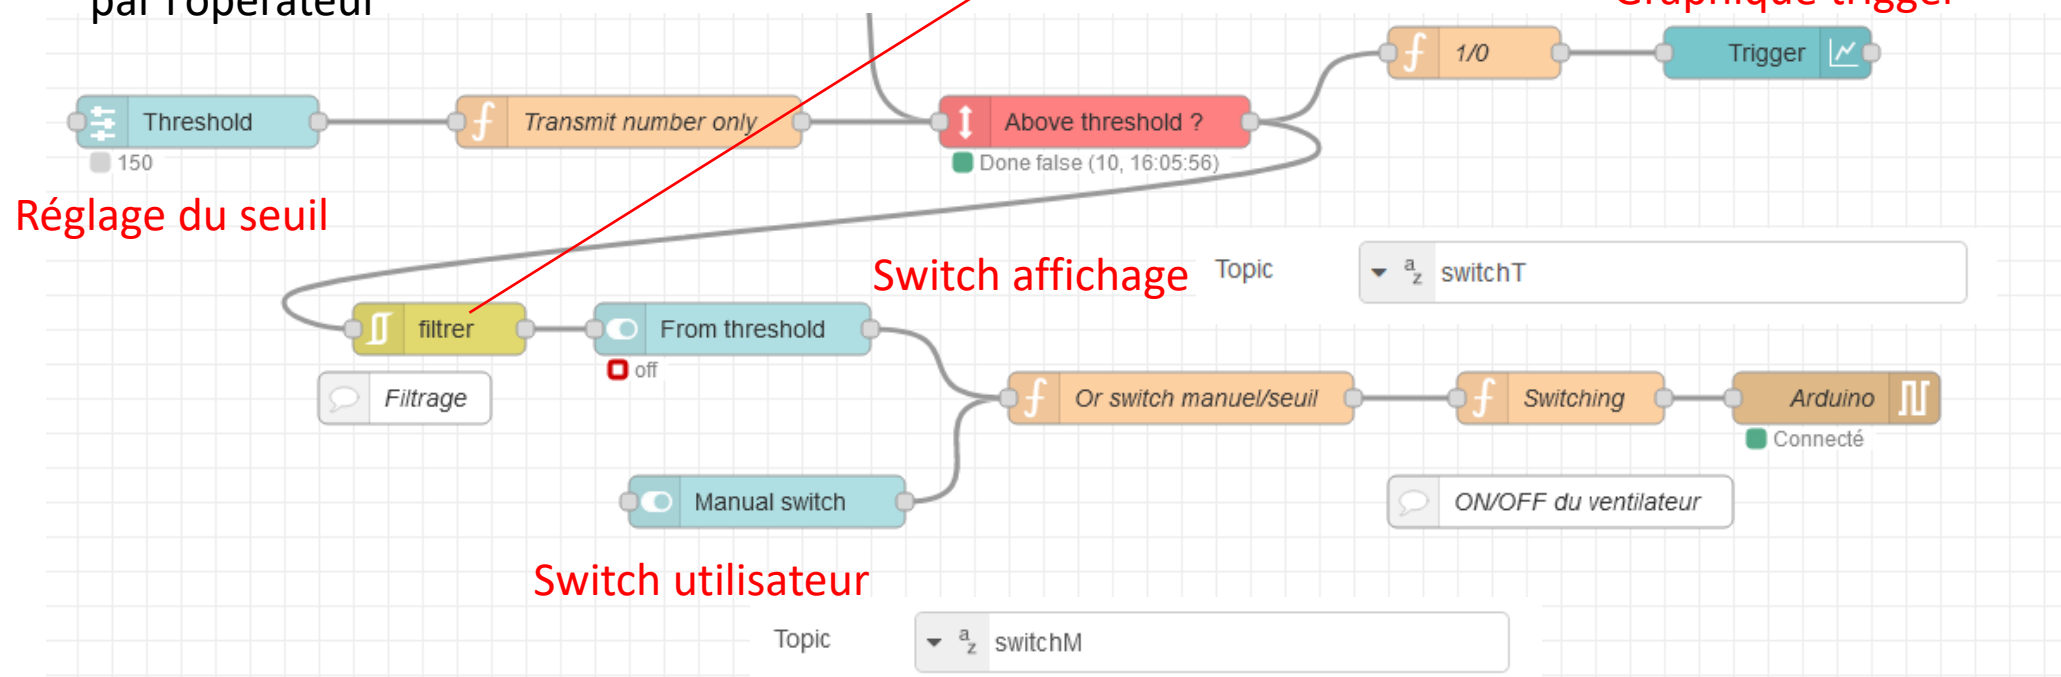 par l'opérateur
Graphique trigger
1/0
Trigger
Threshold
Transmit number only
Above threshold ?
150
Done false (10, 16:05:56)
Réglage du seuil
Switch affichage
Topic
az switchT
filtrer
From threshold
off
Filtrage
Or switch manuel/seuil
Switching
Arduino
Connecté
Manual switch
ON/OFF du ventilateur
Switch utilisateur
Topic
az switchM